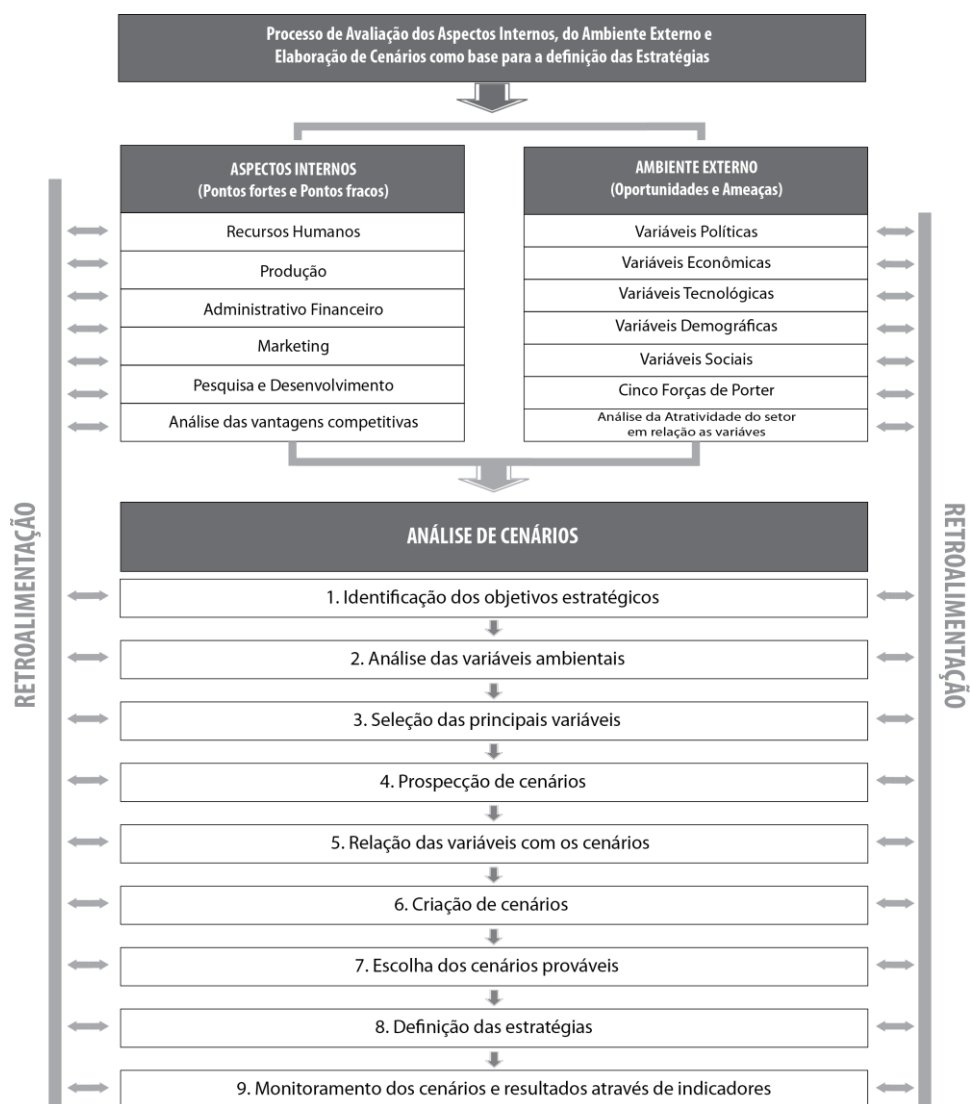 Processo de Avaliação dos Aspectos Internos, do Ambiente Externo e
Elaboração de Cenários como base para a definição das Estratégias
ASPECTOS INTERNOS
(Pontos fortes e Pontos fracos)
Recursos Humanos
Produção
Administrativo Financeiro
Marketing
Pesquisa e Desenvolvimento
Análise das vantagens competitivas
AMBIENTE EXTERNO
(Oportunidades e Ameaças)
Variáveis Políticas
Variáveis Econômicas
Variáveis Tecnológicas
Variáveis Demográficas
Variáveis Sociais
Cinco Forças de Porter
Análise da Atratividade do setor
em relação as variáves
RETROALIMENTAÇÃO
RETROALIMENTAÇÃO
ANÁLISE DE CENÁRIOS
1. Identificação dos objetivos estratégicos
2. Análise das variáveis ambientais
3. Seleção das principais variáveis
4. Prospecção de cenários
5. Relação das variáveis com os cenários
6. Criação de cenários
7. Escolha dos cenários prováveis
8. Definição das estratégias
9. Monitoramento dos cenários e resultados através de indicadores